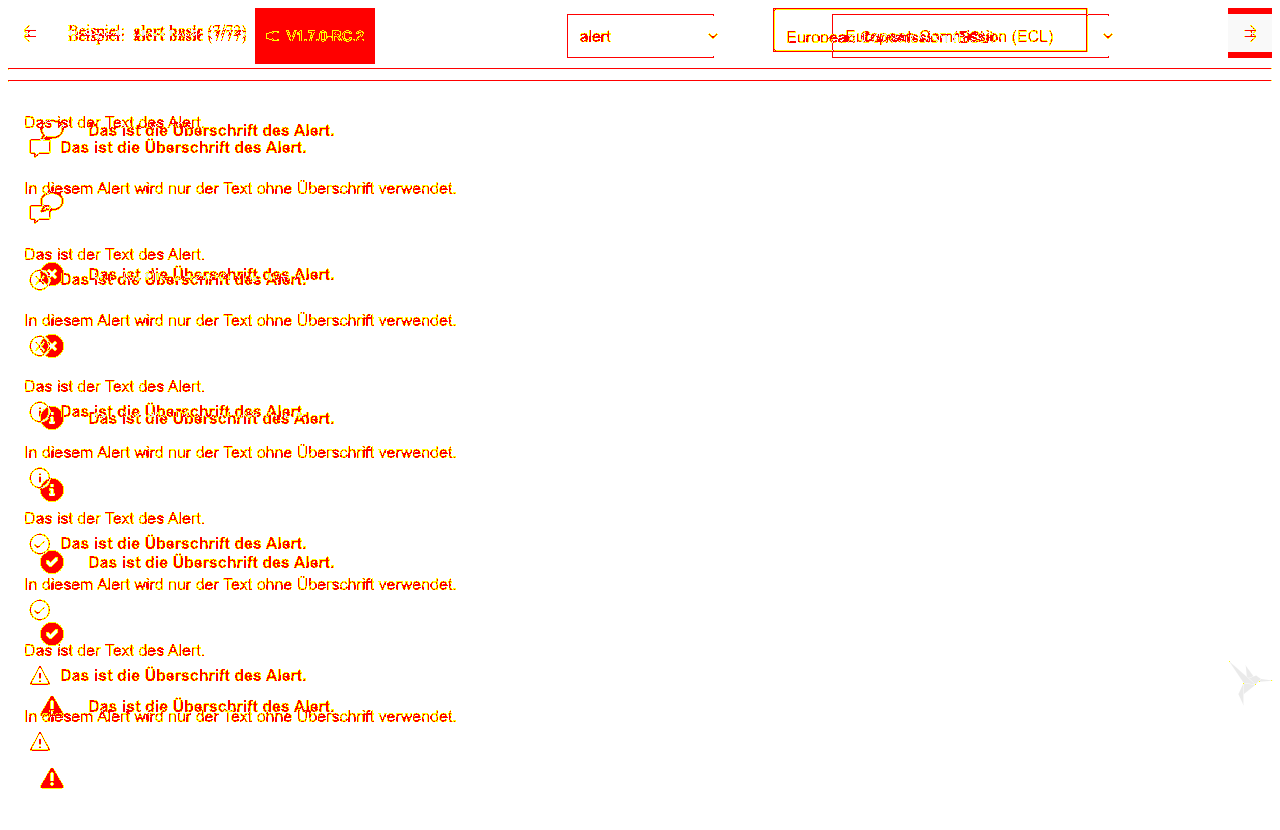 Beispiel: alert basic (7/77) V1.7.0-RC.2 alert European Commission (ECL)
Das ist der Text des Alert.
Das ist die Überschrift des Alert.
Das ist die Überschrift des Alert.
In diesem Alert wird nur der Text ohne Überschrift verwendet.
Das ist der Text des Alert.
Das ist die Überschrift des Alert.
Das ist die Überschrift des Alert.
In diesem Alert wird nur der Text ohne Überschrift verwendet.
Das ist der Text des Alert.
Das ist die Überschrift des Alert.
Das ist die Überschrift des Alert.
In diesem Alert wird nur der Text ohne Überschrift verwendet.
Das ist der Text des Alert.
Das ist die Überschrift des Alert.
Das ist die Überschrift des Alert.
In diesem Alert wird nur der Text ohne Überschrift verwendet.
Das ist der Text des Alert.
Das ist die Überschrift des Alert.
Das ist die Überschrift des Alert.
In diesem Alert wird nur der Text ohne Überschrift verwendet.